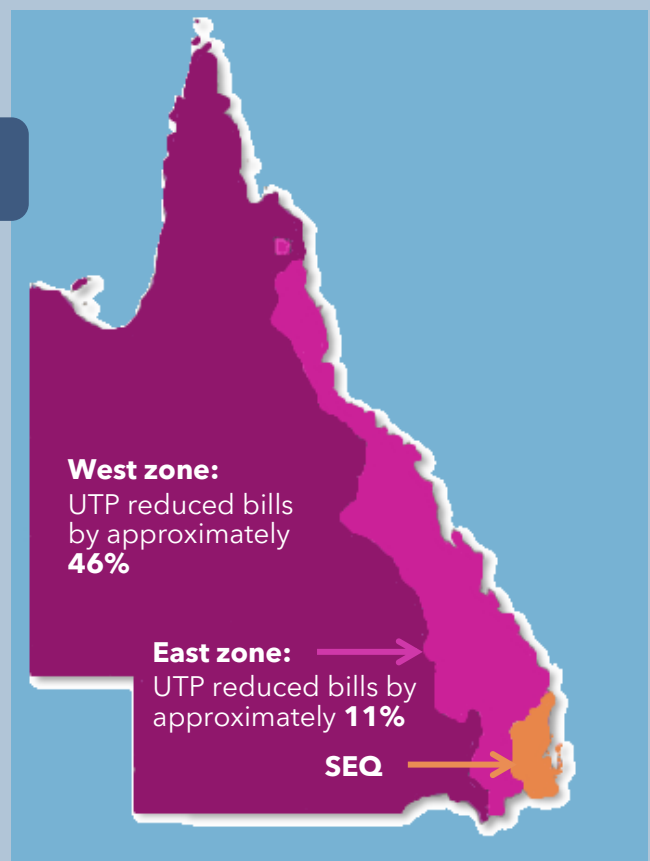 West zone:
UTP reduced bills
by approximately
46%
East zone:
UTP reduced bills by
approximately 11%
SEQ